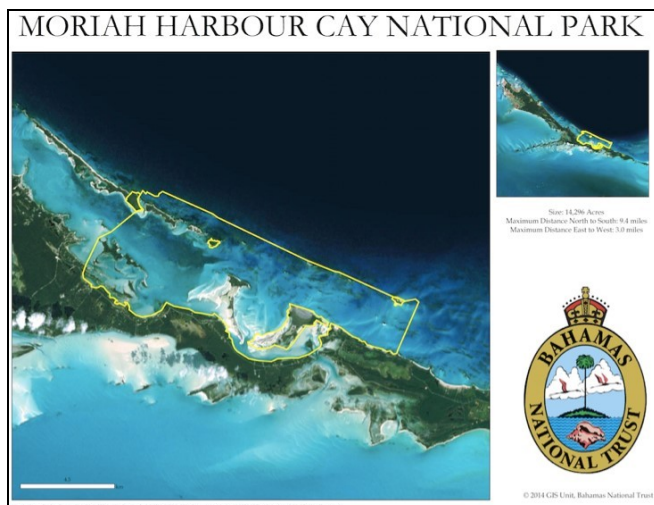 MORIAH HARBOUR CAY NATIONAL PARK
Size: 14,296 Acres
Maximum Distance North to South: 9.4 miles
Maximum Distance East to West: 3.0 miles
BAHAMAS
NATIONAL TRUST
© 2014 GIS Unit, Bahamas National Trust